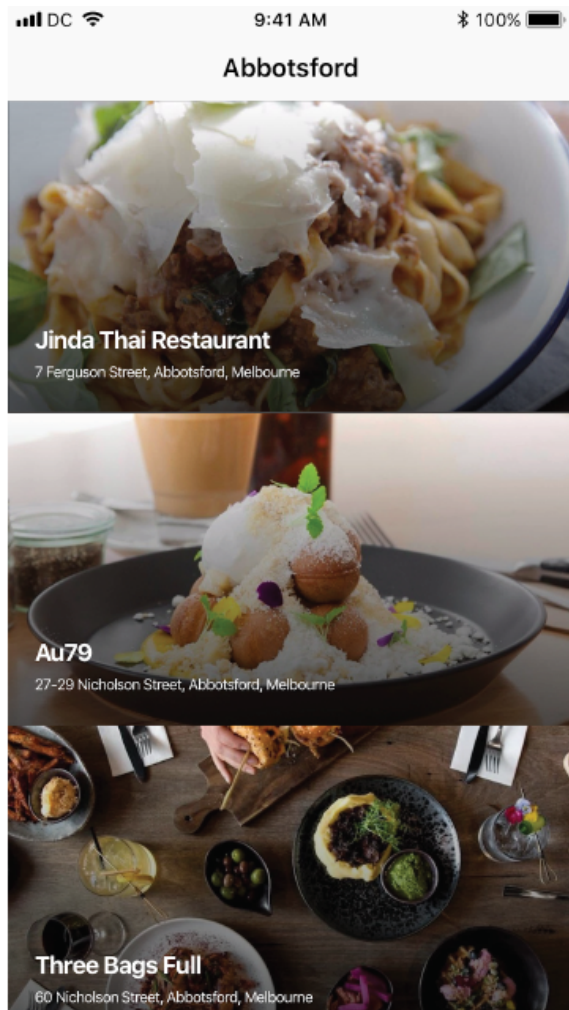 DC 9:41 AM 100%
Abbotsford
Jinda Thai Restaurant
7 Ferguson Street, Abbotsford, Melbourne
Au79
27-29 Nicholson Street, Abbotsford, Melbourne
Three Bags Full
60 Nicholson Street, Abbotsford, Melbourne